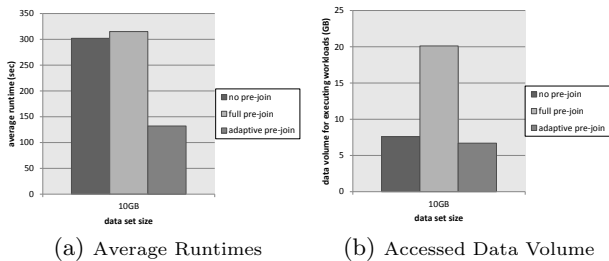 average runtime (sec)
350
300
250
200
150
100
50
0
10GB
data set size
no pre-join
full pre-join
adaptive pre-join
(a) Average Runtimes
data volume for executing workloads (GB)
25
20
15
10
5
0
10GB
data set size
no pre-join
full pre-join
adaptive pre-join
(b) Accessed Data Volume